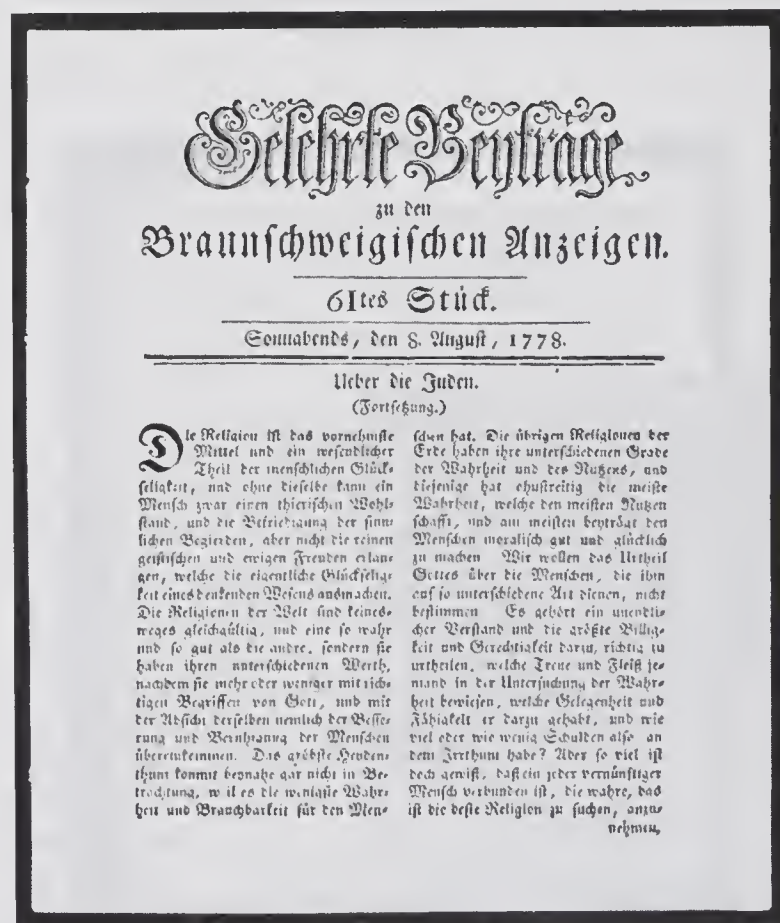 Gelehrte Beyträge
zu den
Braunschweigischen Anzeigen.
61tes Stück.
Sonnabends, den 8. August, 1778.
Ueber die Juden.
(Fortsetzung.)
Die Religion ist das vornehmste
Mittel und ein wesendlicher
Theil der menschlichen Glück-
seligkeit, und ohne dieselbe kann ein
Mensch zwar einen thierischen Wohl-
stand, und die Befriedigung der sinn-
lichen Begierden, aber nicht die reinen
geistischen und ewigen Freuden erlan-
gen, welche die eigentliche Glückselig-
keit eines denkenden Wesens ausmachen.
Die Religionen der Welt sind keines-
weges gleichgültig, und eine so wahr
und so gut als die andre, sondern sie
haben ihren unterschiedenen Werth,
nachdem sie mehr oder weniger mit rich-
tigen Begriffen von Gott, und mit
der Absicht derselben nemlich der Besse-
rung und Beruhigung der Menschen
übereinkommen. Das gröbste Heyden-
thum kommt beynahe gar nicht in Be-
trachtung, weil es die wenigste Wahr-
heit und Brauchbarkeit für den Men-
schen hat. Die übrigen Religionen der
Erde haben ihre unterschiedenen Grade
der Wahrheit und des Nutzens, und
diejenige hat ohnstreitig die meiste
Wahrheit, welche den meisten Nutzen
schafft, und am meisten beyträgt den
Menschen moralisch gut und glücklich
zu machen Wir wollen das Urtheil
Gottes über die Menschen, die ihm
auf so unterschiedene Art dienen, nicht
bestimmen Es gehört ein unendli-
cher Verstand und die größte Billig-
keit und Gerechtigkeit darzu, richtig zu
urtheilen, welche Treue und Fleiß je-
mand in der Untersuchung der Wahr-
heit bewiesen, welche Gelegenheit und
Fähigkeit er darzu gehabt, und wie
viel oder wie wenig Schulden also an
dem Irrthum habe? Aber so viel ist
doch gewiß, daß ein jeder vernünftiger
Mensch verbunden ist, die wahre, das
ist die beste Religion zu suchen, anzu-
nehmen,